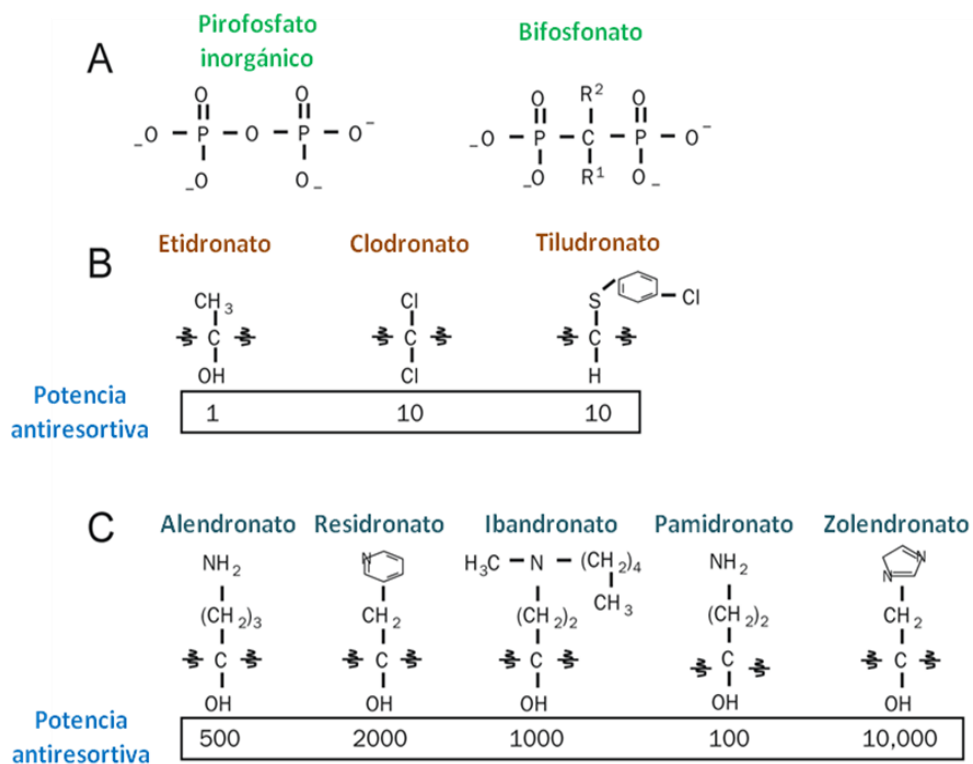 A
Pirofosfato
inorgánico
Bifosfonato
O O
_O – P – O – P – O⁻
_O O_
O R² O
_O – P – C – P – O⁻
_O R¹ O_
B
Etidronato Clodronato Tiludronato
CH₃ Cl S Cl
C C C
OH Cl H
Potencia
antiresortiva
1 10 10
C
Alendronato Residronato Ibandronato Pamidronato Zolendronato
NH₂ N H₃C – N – (CH₂)₄ NH₂ N N
CH₃
(CH₂)₃ CH₂ (CH₂)₂ (CH₂)₂ CH₂
C C C C C
OH OH OH OH OH
Potencia
antiresortiva
500 2000 1000 100 10,000